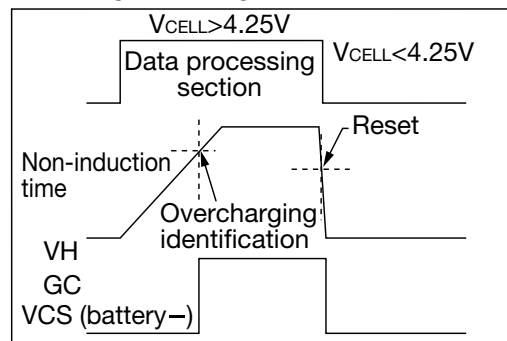 VCELL>4.25V
Data processing
section
VCELL<4.25V
Reset
Non-induction
time
Overcharging
identification
VH
GC
VCS (battery−)